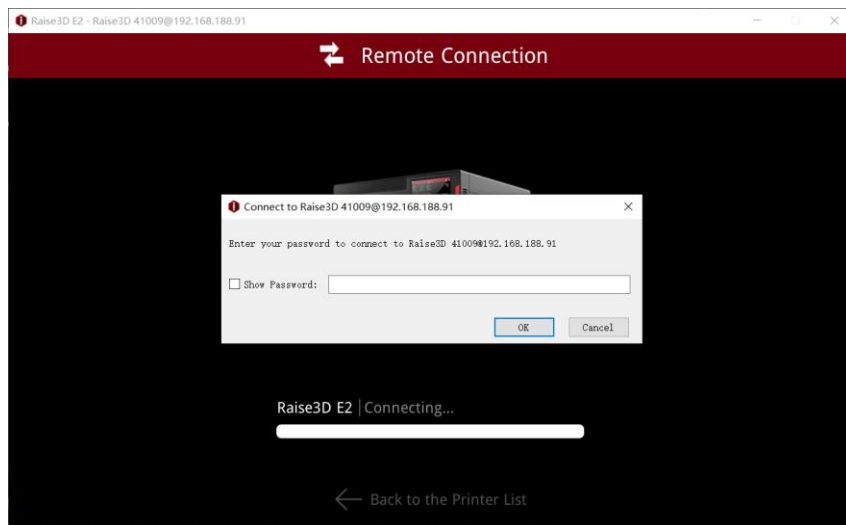 Raise3D E2 - Raise3D 41009@192.168.188.91
Remote Connection
Connect to Raise3D 41009@192.168.188.91
Enter your password to connect to Raise3D 41009@192.168.188.91
Show Password:
OK Cancel
Raise3D E2 | Connecting...
Back to the Printer List